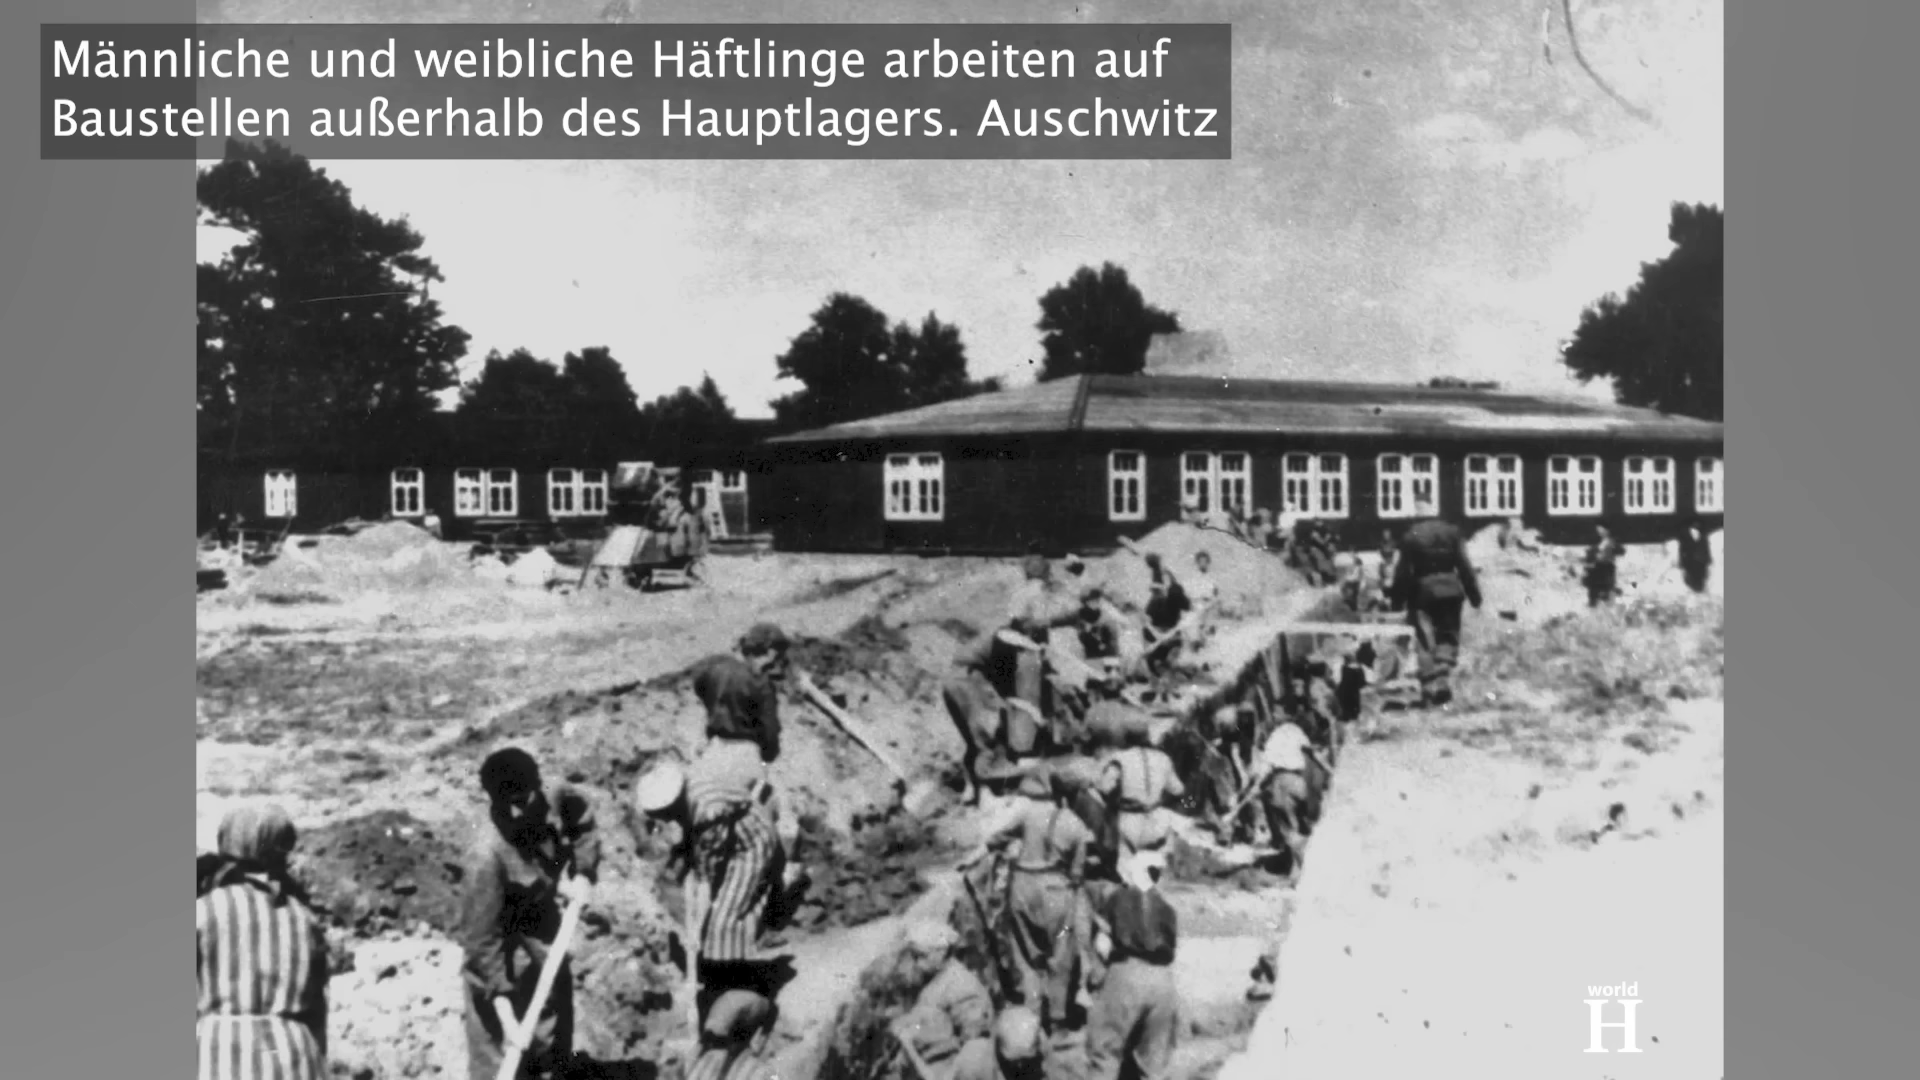 Männliche und weibliche Häftlinge arbeiten auf
Baustellen außerhalb des Hauptlagers. Auschwitz
world
H